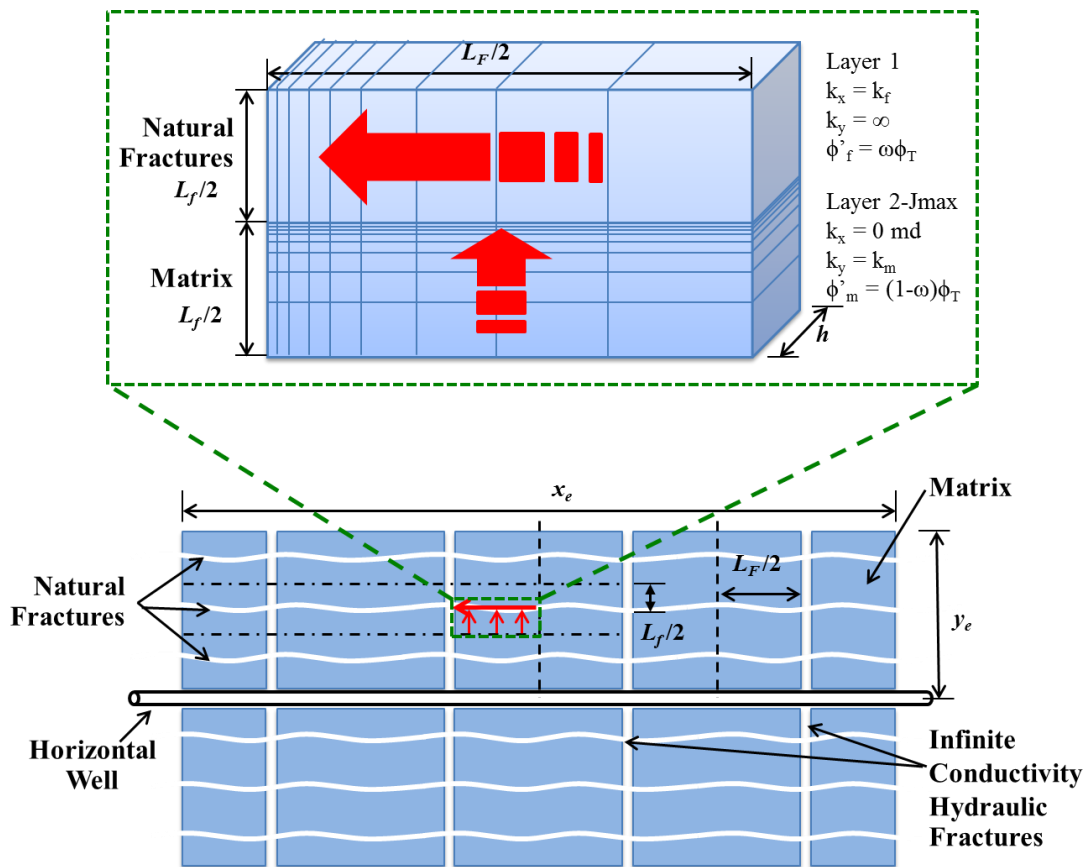 L_F/2
Natural
Fractures
L_f/2
Matrix
L_f/2
Layer 1
k_x = k_f
k_y = ∞
ϕ'_f = ωϕ_T
Layer 2-Jmax
k_x = 0 md
k_y = k_m
ϕ'_m = (1-ω)ϕ_T
h
x_e
Matrix
Natural
Fractures
L_F/2
L_f/2
y_e
Horizontal
Well
Infinite
Conductivity
Hydraulic
Fractures